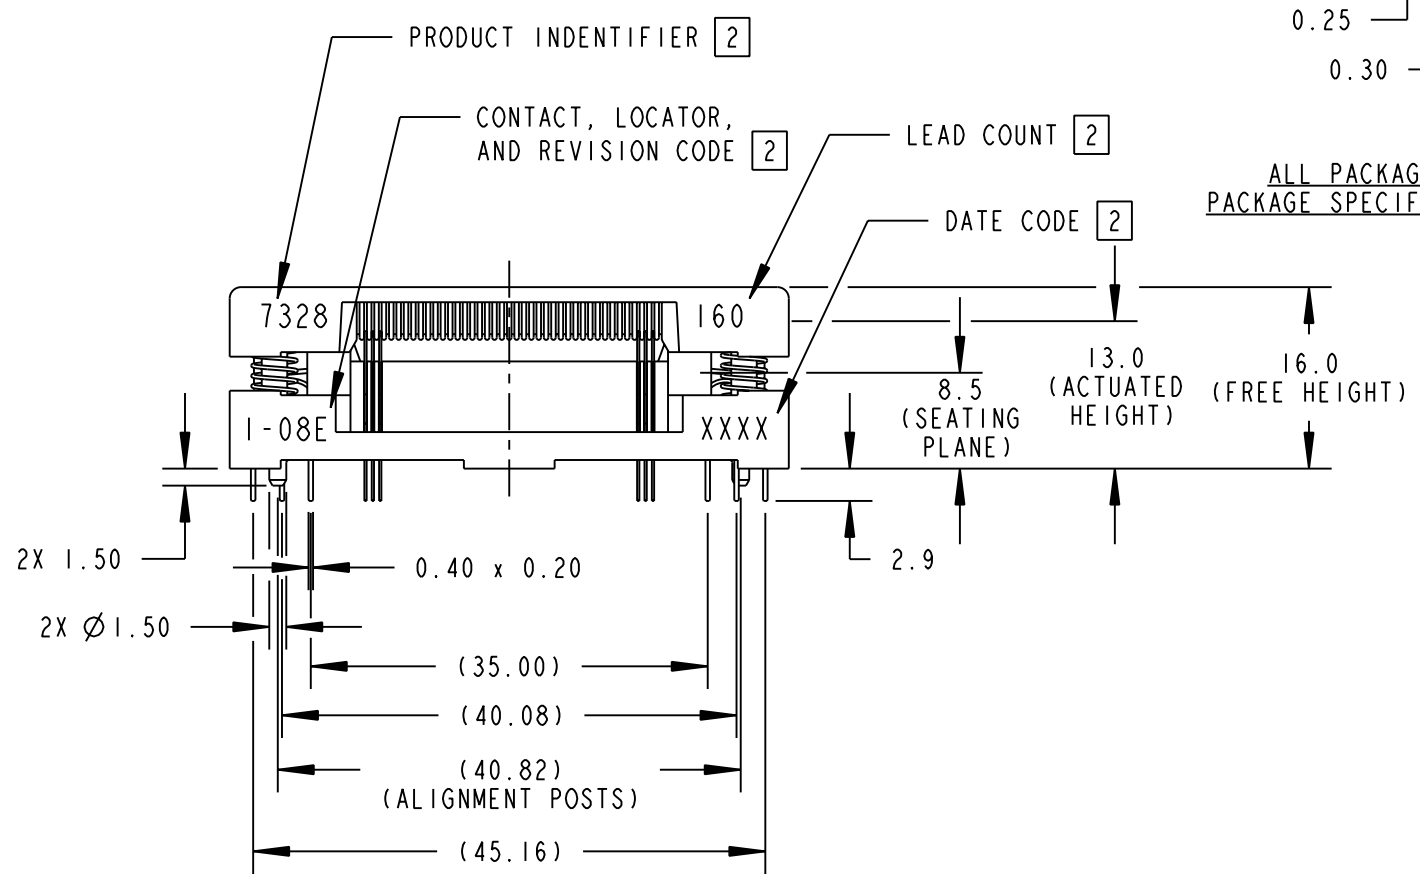 0.25
PRODUCT INDENTIFIER 2
0.30
CONTACT, LOCATOR,
AND REVISION CODE 2
LEAD COUNT 2
ALL PACKAG
PACKAGE SPECIF
DATE CODE 2
7328
160
13.0
(ACTUATED
HEIGHT)
16.0
(FREE HEIGHT)
8.5
(SEATING
PLANE)
1-08E
XXXX
2X 1.50
0.40 x 0.20
2.9
2X Ø1.50
(35.00)
(40.08)
(40.82)
(ALIGNMENT POSTS)
(45.16)